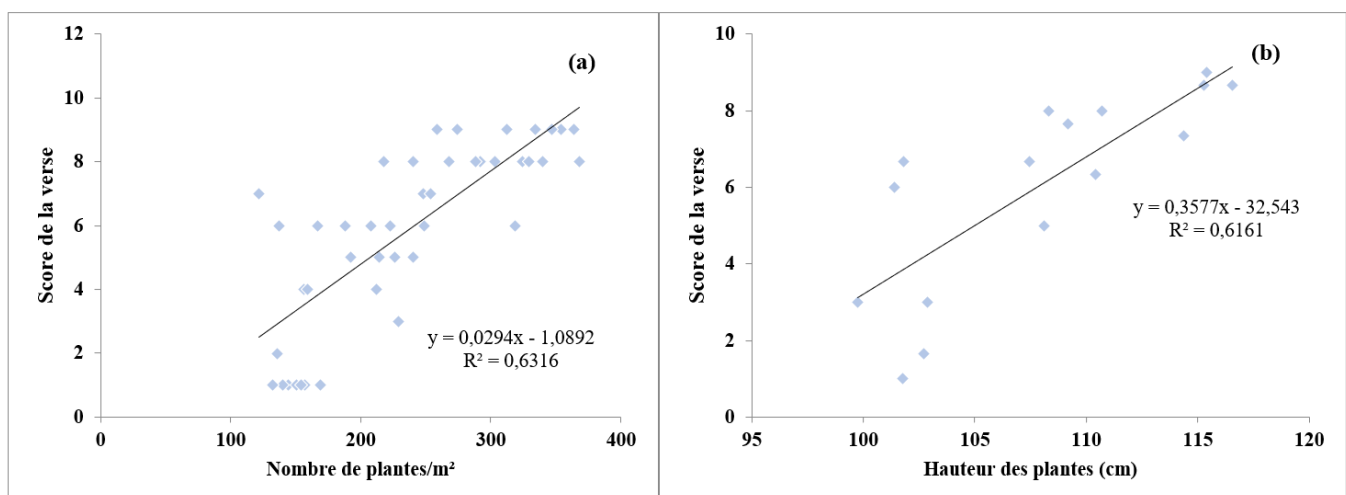 (a)
Score de la verse
12
10
8
6
4
2
0
y = 0,0294x - 1,0892
R² = 0,6316
0 100 200 300 400
Nombre de plantes/m²
(b)
Score de la verse
10
8
6
4
2
0
y = 0,3577x - 32,543
R² = 0,6161
95 100 105 110 115 120
Hauteur des plantes (cm)